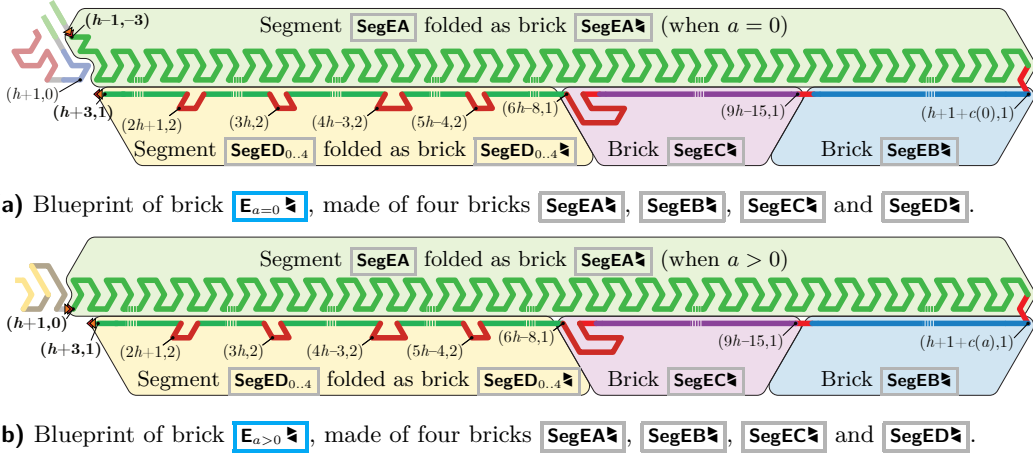 (h–1,–3)
Segment SegEA folded as brick SegEA (when a = 0)
(h+1,0)
(h+3,1)
(2h+1,2)
(3h,2)
(4h–3,2)
(5h–4,2)
(6h–8,1)
(9h–15,1)
(h+1+c(0),1)
Segment SegED0..4 folded as brick SegED0..4
Brick SegEC
Brick SegEB
a) Blueprint of brick Ea=0 , made of four bricks SegEA, SegEB, SegEC and SegED.
Segment SegEA folded as brick SegEA (when a > 0)
(h+1,0)
(h+3,1)
(2h+1,2)
(3h,2)
(4h–3,2)
(5h–4,2)
(6h–8,1)
(9h–15,1)
(h+1+c(a),1)
Segment SegED0..4 folded as brick SegED0..4
Brick SegEC
Brick SegEB
b) Blueprint of brick Ea>0 , made of four bricks SegEA, SegEB, SegEC and SegED.